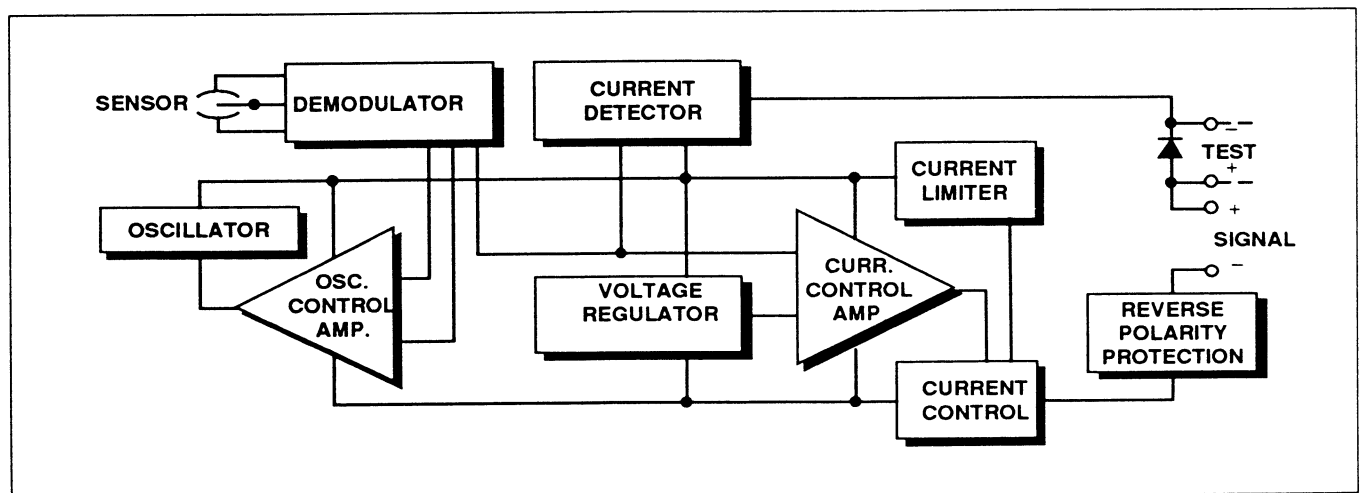 SENSOR
DEMODULATOR
CURRENT
DETECTOR
CURRENT
LIMITER
–
TEST
+
+
SIGNAL
–
OSCILLATOR
OSC.
CONTROL
AMP.
VOLTAGE
REGULATOR
CURR.
CONTROL
AMP
REVERSE
POLARITY
PROTECTION
CURRENT
CONTROL